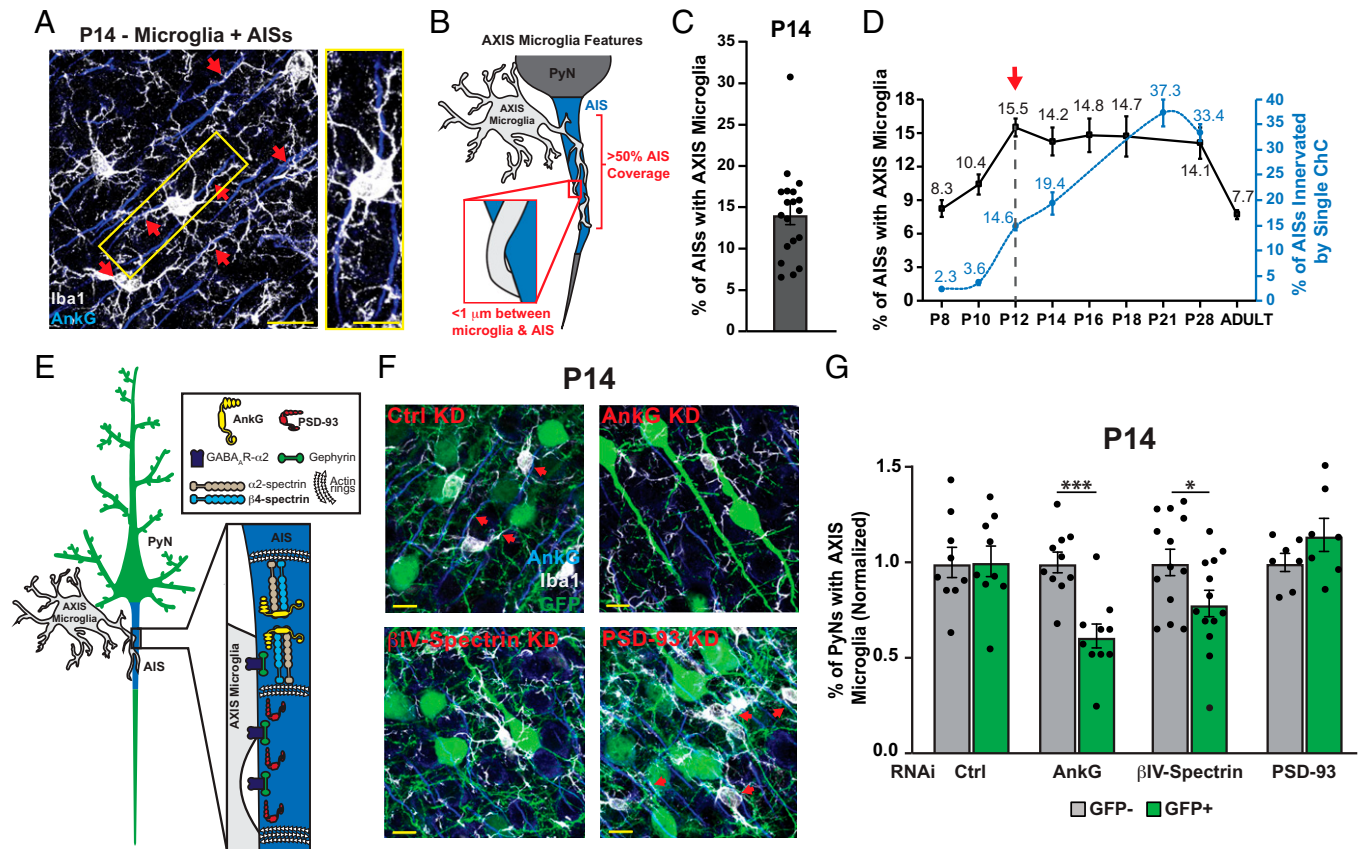 A
P14 - Microglia + AISs
Iba1
AnkG
B
AXIS Microglia Features
PyN
AXIS
Microglia
AIS
>50% AIS
Coverage
<1 μm between
microglia & AIS
C
P14
% of AISs with AXIS Microglia
35
30
25
20
15
10
5
0
D
% of AISs with AXIS Microglia
18
15
12
9
6
3
0
8.3
10.4
15.5
14.2
14.8
14.7
14.1
7.7
2.3
3.6
14.6
19.4
37.3
33.4
40
35
30
25
20
15
10
5
0
% of AISs Innervated
by Single ChC
P8 P10 P12 P14 P16 P18 P21 P28 ADULT
E
AnkG
PSD-93
GABAAR-α2
Gephyrin
α2-spectrin
β4-spectrin
Actin
rings
PyN
AXIS
Microglia
AIS
AIS
AXIS Microglia
F
P14
Ctrl KD
AnkG
Iba1
GFP
AnkG KD
βIV-Spectrin KD
PSD-93 KD
G
P14
% of PyNs with AXIS
Microglia (Normalized)
1.5
1.0
0.5
0.0
***
*
RNAi Ctrl AnkG βIV-Spectrin PSD-93
GFP- GFP+